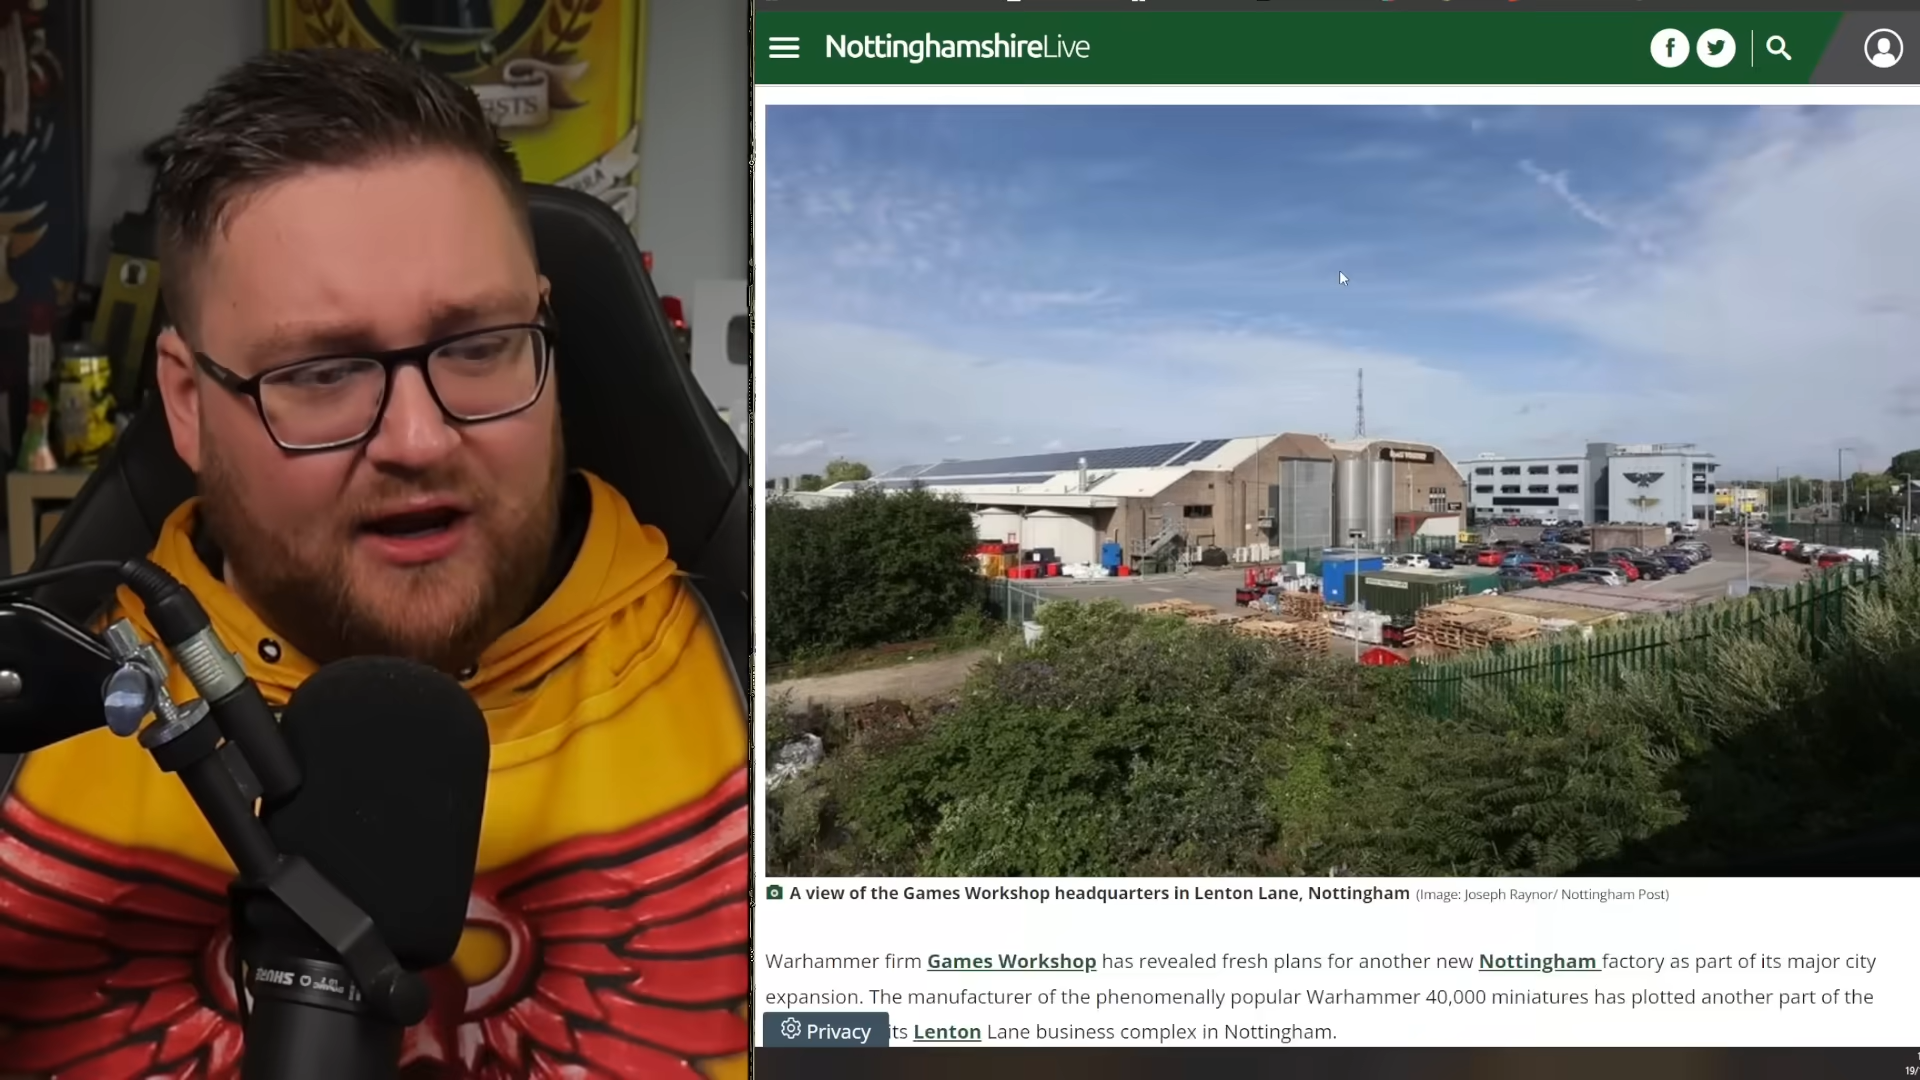 NottinghamshireLive
A view of the Games Workshop headquarters in Lenton Lane, Nottingham (Image: Joseph Raynor/ Nottingham Post)
Warhammer firm Games Workshop has revealed fresh plans for another new Nottingham factory as part of its major city
expansion. The manufacturer of the phenomenally popular Warhammer 40,000 miniatures has plotted another part of the
Privacy its Lenton Lane business complex in Nottingham.
SHURE
19/